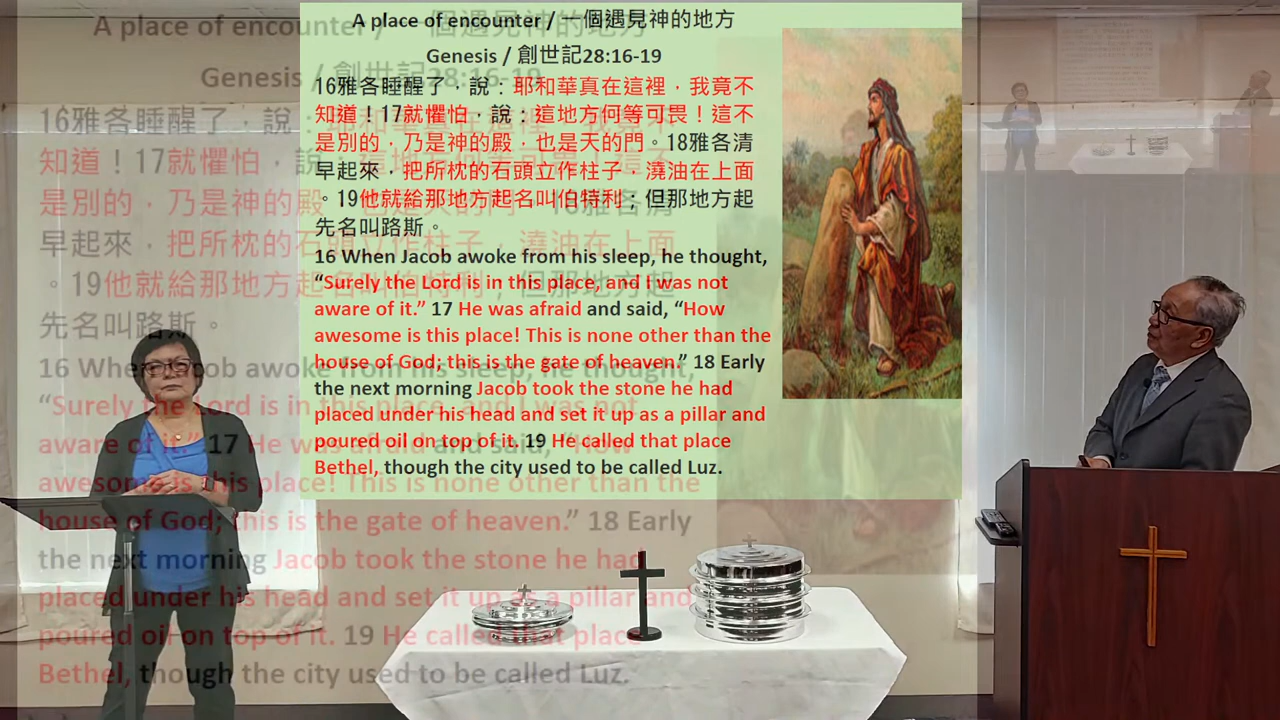 A place of encounter / 一個遇見神的地方
Genesis / 創世記28:16-19
16雅各睡醒了，說：耶和華真在這裡，我竟不
知道！17就懼怕，說：這地方何等可畏！這不
是別的，乃是神的殿，也是天的門。18雅各清
早起來，把所枕的石頭立作柱子，澆油在上面
。19他就給那地方起名叫伯特利；但那地方起
先名叫路斯。
16 When Jacob awoke from his sleep, he thought,
“Surely the Lord is in this place, and I was not
aware of it.” 17 He was afraid and said, “How
awesome is this place! This is none other than the
house of God; this is the gate of heaven.” 18 Early
the next morning Jacob took the stone he had
placed under his head and set it up as a pillar and
poured oil on top of it. 19 He called that place
Bethel, though the city used to be called Luz.